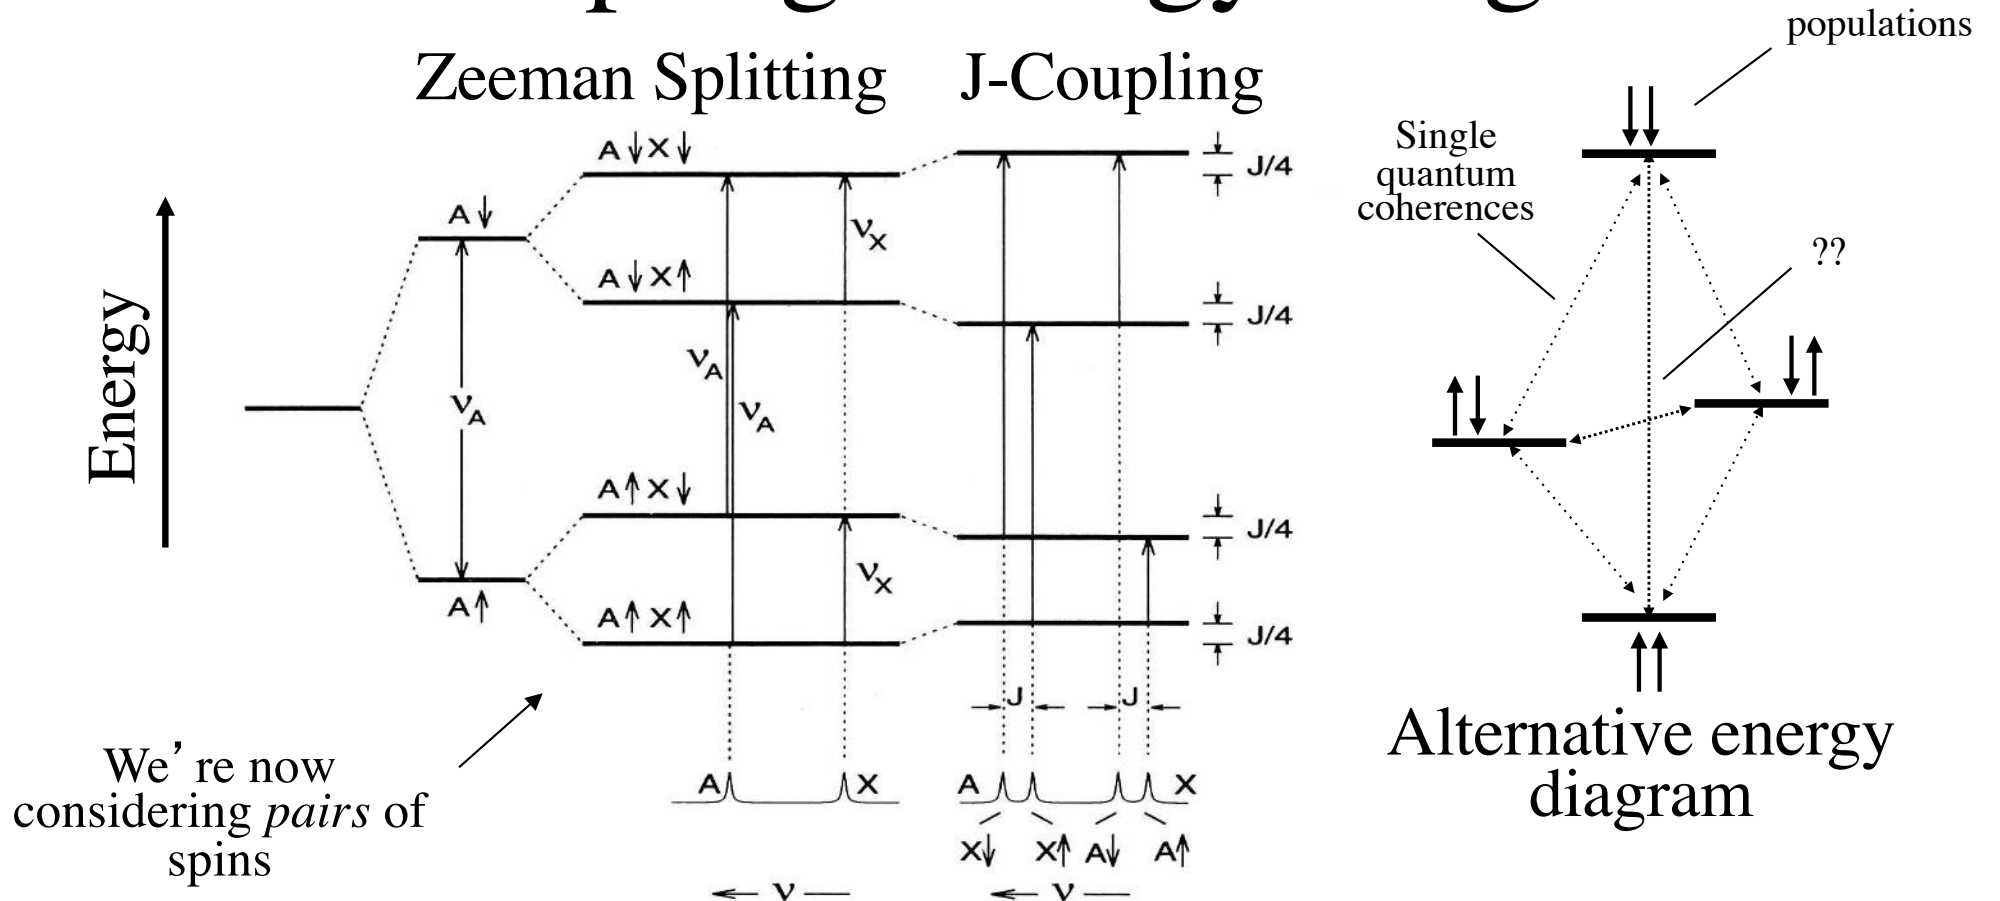 Zeeman Splitting
J-Coupling
populations
Single
quantum
coherences
??
Energy
A↓
νA
A↑
A↓X↓
A↓X↑
A↑X↓
A↑X↑
νX
νA
νA
νX
J/4
J/4
J/4
J/4
J
J
A
X
A
X
X↓
X↑
A↓
A↑
← ν —
← ν —
↓↓
↑↓
↓↑
↑↑
We’re now
considering pairs of
spins
Alternative energy
diagram